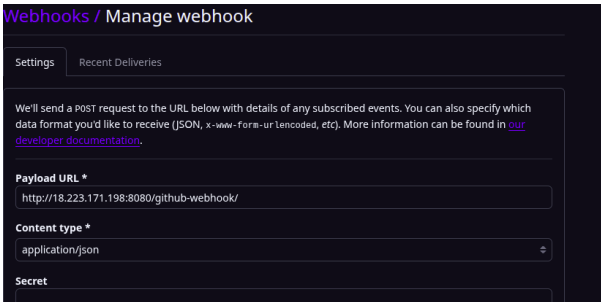 Webhooks / Manage webhook
Settings Recent Deliveries
We'll send a POST request to the URL below with details of any subscribed events. You can also specify which
data format you'd like to receive (JSON, x-www-form-urlencoded, etc). More information can be found in our
developer documentation.
Payload URL *
http://18.223.171.198:8080/github-webhook/
Content type *
application/json
Secret